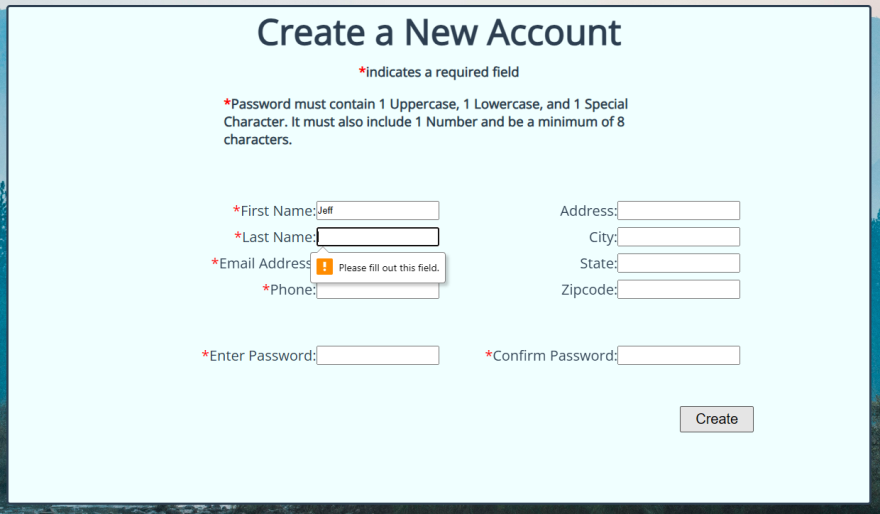 Create a New Account
*indicates a required field
*Password must contain 1 Uppercase, 1 Lowercase, and 1 Special
Character. It must also include 1 Number and be a minimum of 8
characters.
*First Name: Jeff
Address:
*Last Name:
City:
*Email Address
Please fill out this field.
State:
*Phone:
Zipcode:
*Enter Password:
*Confirm Password:
Create